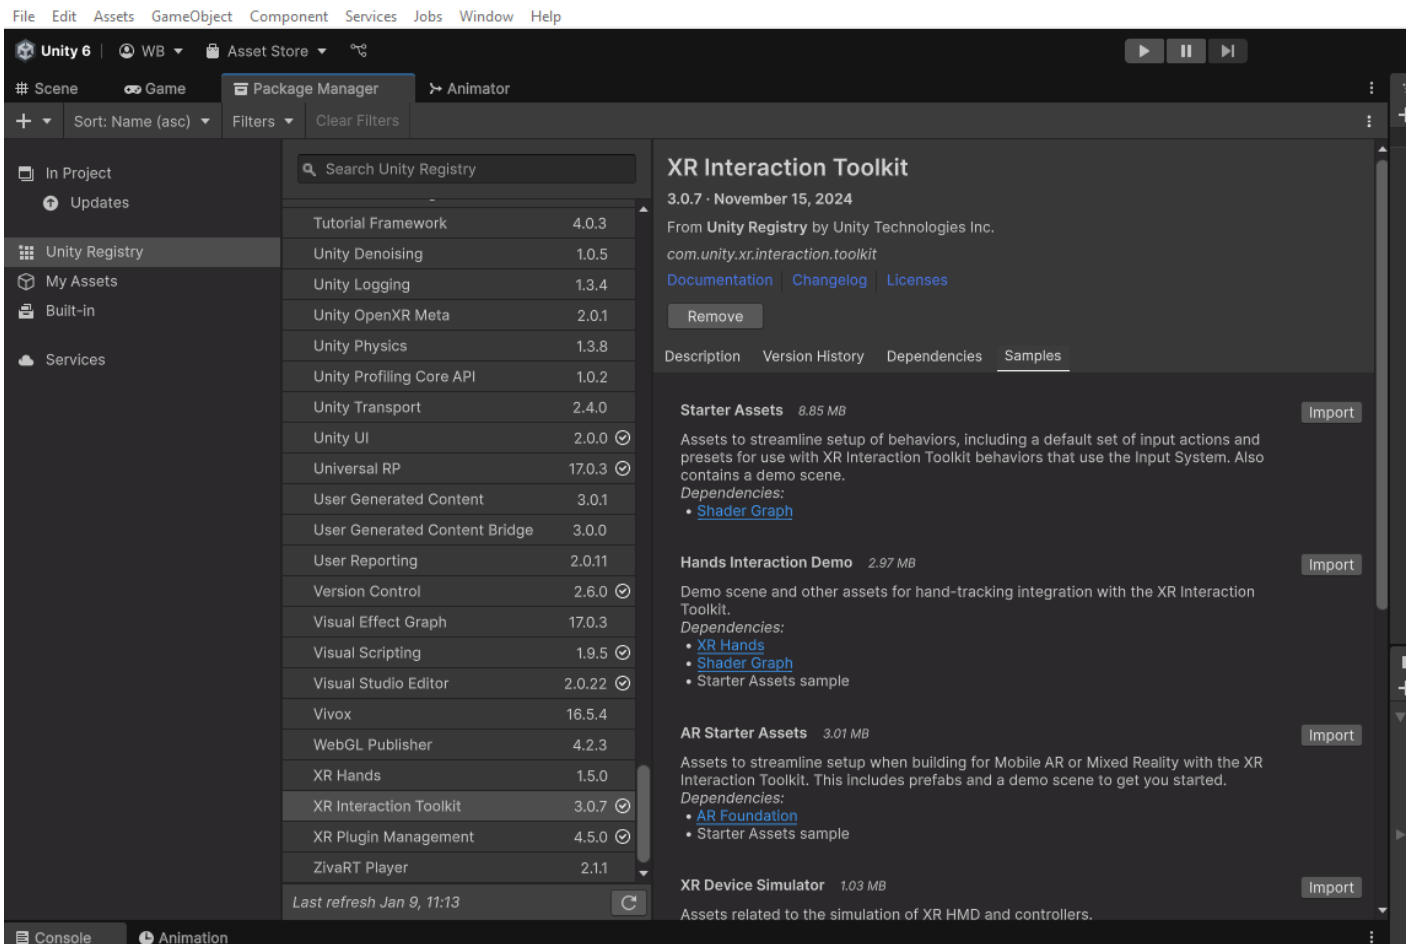 File Edit Assets GameObject Component Services Jobs Window Help
Unity 6 WB Asset Store
Scene Game Package Manager Animator
Sort: Name (asc) Filters Clear Filters
In Project
Updates
Unity Registry
My Assets
Built-in
Services
Search Unity Registry
Tutorial Framework 4.0.3
Unity Denoising 1.0.5
Unity Logging 1.3.4
Unity OpenXR Meta 2.0.1
Unity Physics 1.3.8
Unity Profiling Core API 1.0.2
Unity Transport 2.4.0
Unity UI 2.0.0
Universal RP 17.0.3
User Generated Content 3.0.1
User Generated Content Bridge 3.0.0
User Reporting 2.0.11
Version Control 2.6.0
Visual Effect Graph 17.0.3
Visual Scripting 1.9.5
Visual Studio Editor 2.0.22
Vivox 16.5.4
WebGL Publisher 4.2.3
XR Hands 1.5.0
XR Interaction Toolkit 3.0.7
XR Plugin Management 4.5.0
ZivaRT Player 2.1.1
Last refresh Jan 9, 11:13
XR Interaction Toolkit
3.0.7 · November 15, 2024
From Unity Registry by Unity Technologies Inc.
com.unity.xr.interaction.toolkit
Documentation Changelog Licenses
Remove
Description Version History Dependencies Samples
Starter Assets 8.85 MB Import
Assets to streamline setup of behaviors, including a default set of input actions and
presets for use with XR Interaction Toolkit behaviors that use the Input System. Also
contains a demo scene.
Dependencies:
• Shader Graph
Hands Interaction Demo 2.97 MB Import
Demo scene and other assets for hand-tracking integration with the XR Interaction
Toolkit.
Dependencies:
• XR Hands
• Shader Graph
• Starter Assets sample
AR Starter Assets 3.01 MB Import
Assets to streamline setup when building for Mobile AR or Mixed Reality with the XR
Interaction Toolkit. This includes prefabs and a demo scene to get you started.
Dependencies:
• AR Foundation
• Starter Assets sample
XR Device Simulator 1.03 MB Import
Assets related to the simulation of XR HMD and controllers.
Console Animation